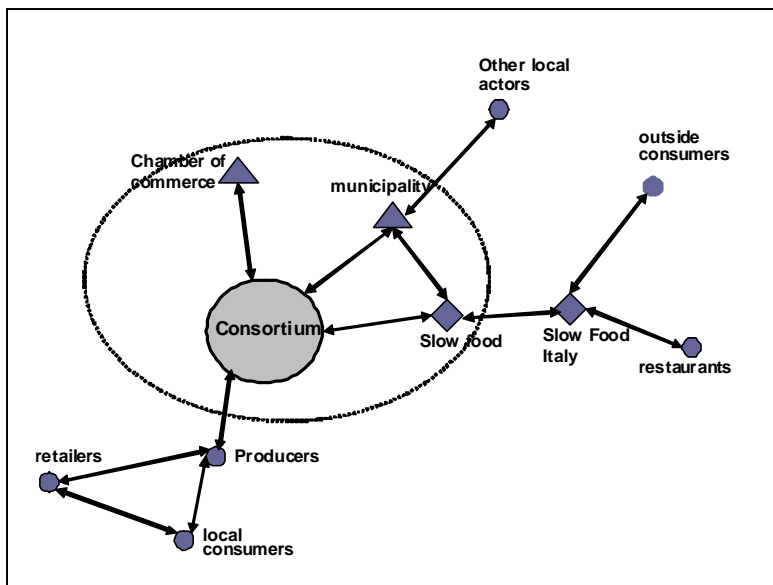 Other local
actors
outside
consumers
Chamber of
commerce
municipality
Consortium
Slow food
Slow Food
Italy
restaurants
retailers
Producers
local
consumers